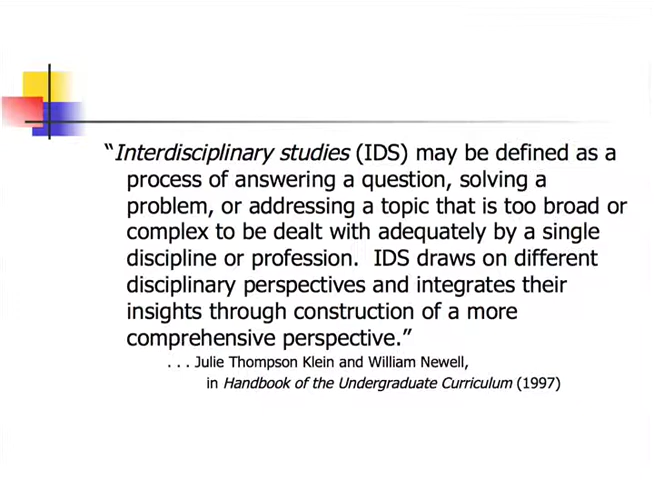 “Interdisciplinary studies (IDS) may be defined as a
process of answering a question, solving a
problem, or addressing a topic that is too broad or
complex to be dealt with adequately by a single
discipline or profession.  IDS draws on different
disciplinary perspectives and integrates their
insights through construction of a more
comprehensive perspective.”
. . . Julie Thompson Klein and William Newell,
in Handbook of the Undergraduate Curriculum (1997)